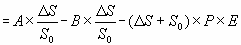 = A × ΔS/S₀ − B × ΔS/S₀ − (ΔS + S₀) × P × E